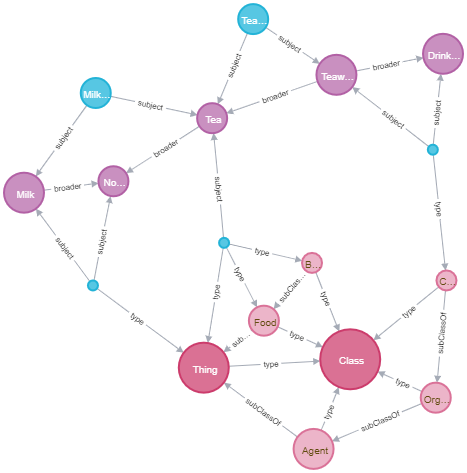 Tea…
subject
subject
Teaw…
broader
Drink…
Milk…
subject
broader
subject
Tea
subject
subject
broader
Milk
broader
No…
subject
subject
subject
type
type
type
B…
type
type
subClas…
type
C…
type
subClassOf
Food
type
sub…
Thing
type
Class
type
Org…
type
subClassOf
subClassOf
Agent